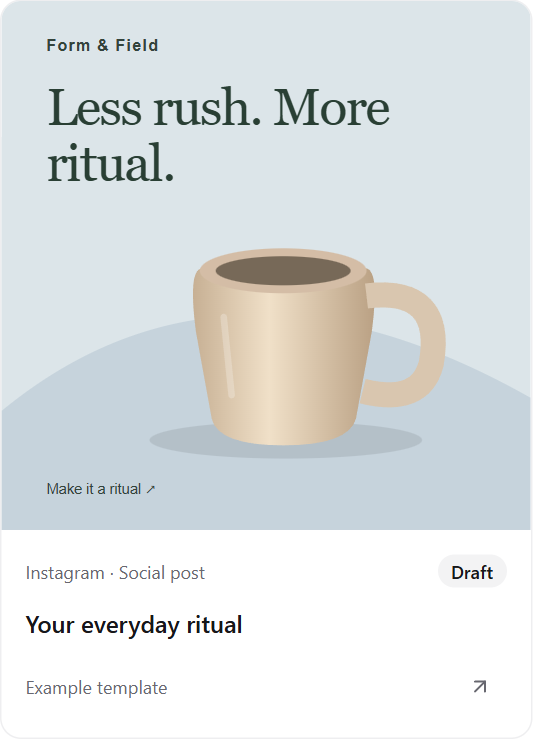 Form & Field
Less rush. More
ritual.
Make it a ritual ↗
Instagram · Social post
Draft
Your everyday ritual
Example template